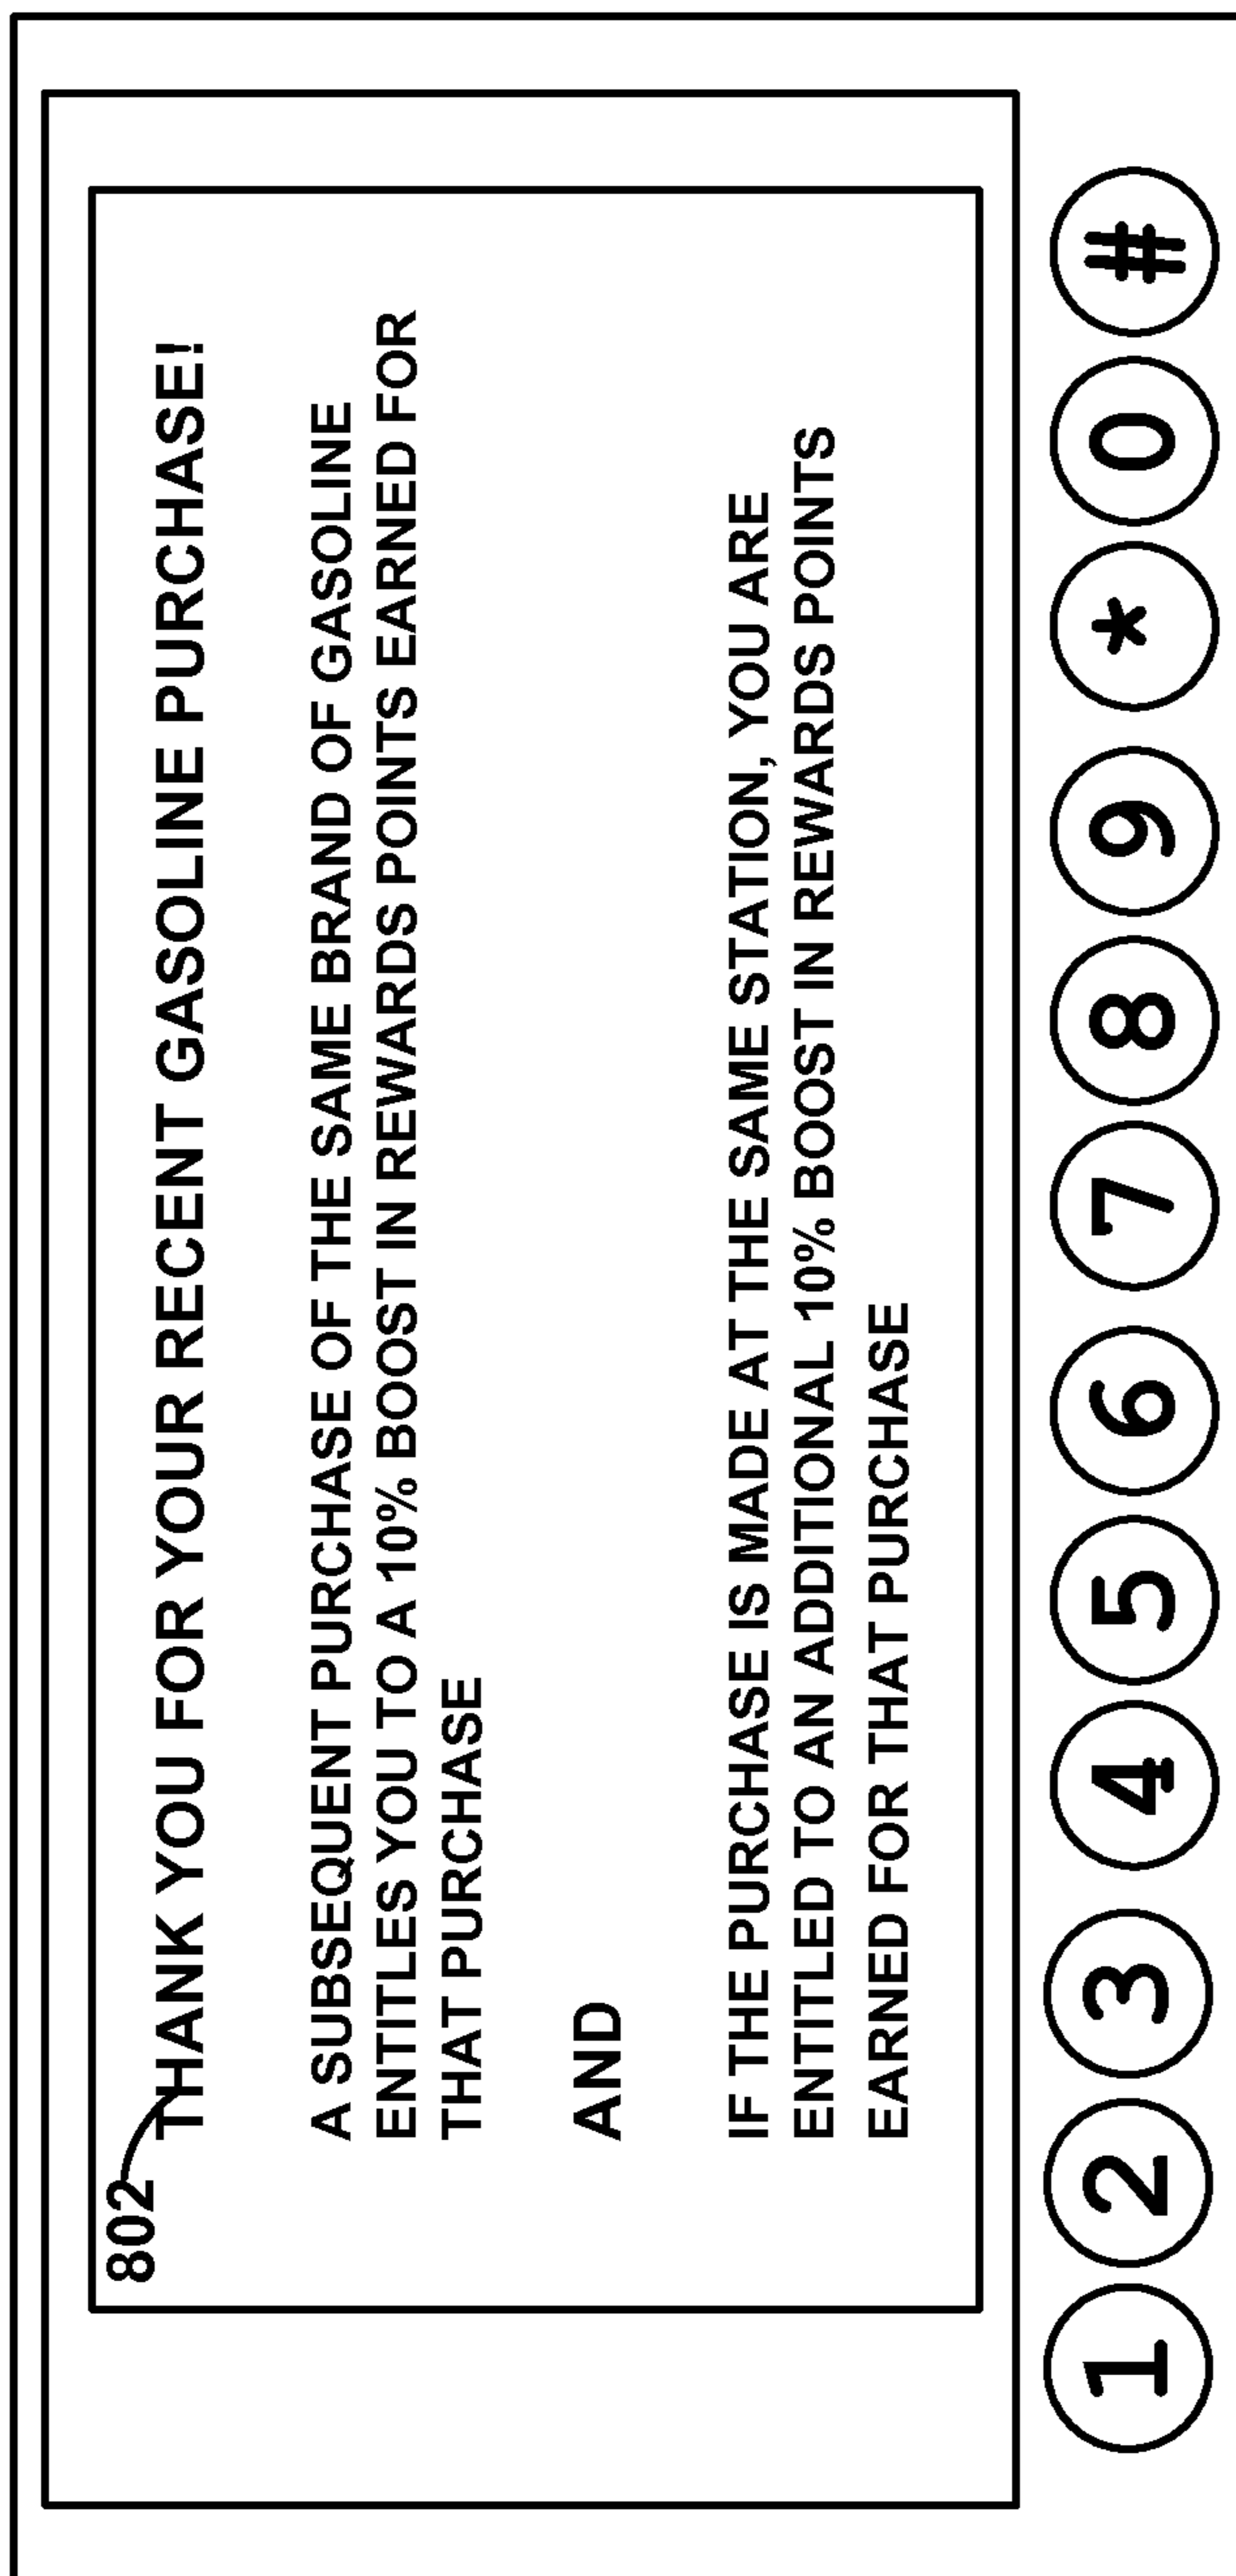 802
THANK YOU FOR YOUR RECENT GASOLINE PURCHASE!
A SUBSEQUENT PURCHASE OF THE SAME BRAND OF GASOLINE
ENTITLES YOU TO A 10% BOOST IN REWARDS POINTS EARNED FOR
THAT PURCHASE
AND
IF THE PURCHASE IS MADE AT THE SAME STATION, YOU ARE
ENTITLED TO AN ADDITIONAL 10% BOOST IN REWARDS POINTS
EARNED FOR THAT PURCHASE
1 2 3 4 5 6 7 8 9 * 0 #